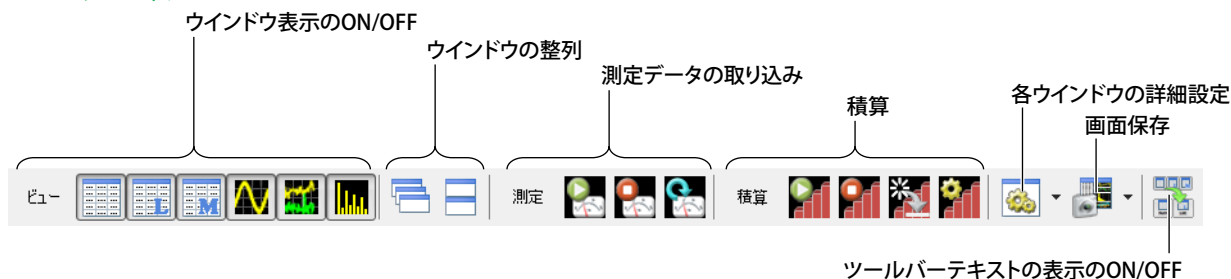 ウインドウ表示のON/OFF
ウインドウの整列
測定データの取り込み
積算
各ウインドウの詳細設定
画面保存
ビュー
L
M
測定
積算
ツールバーテキストの表示のON/OFF